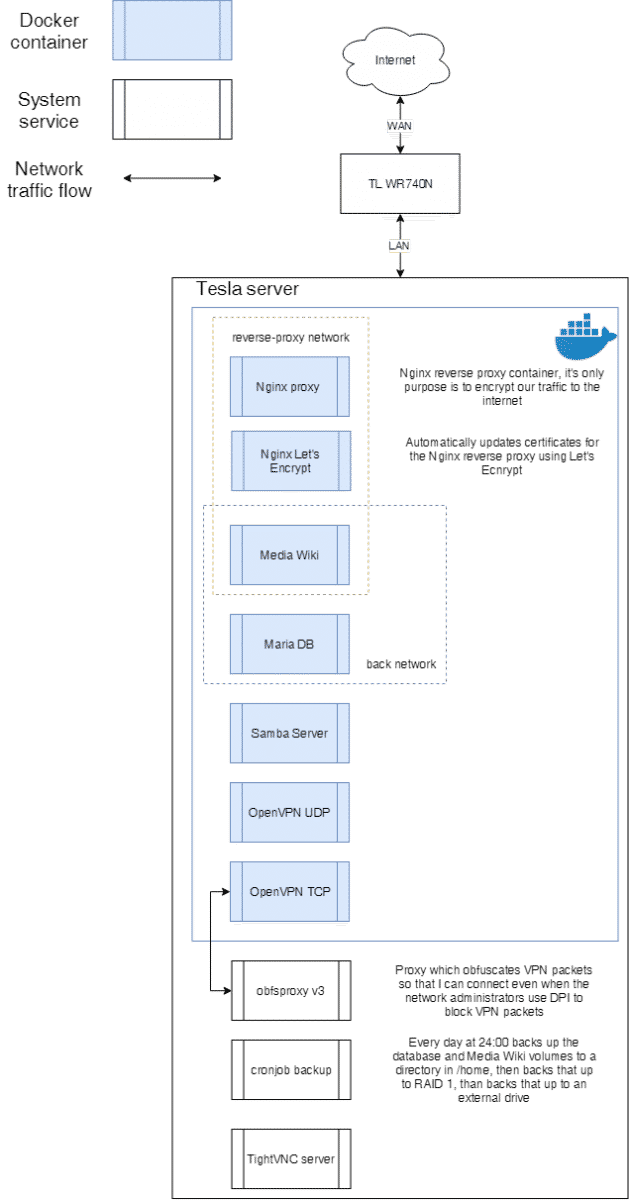 Docker
container
System
service
Network
traffic flow
Internet
WAN
TL WR740N
LAN
Tesla server
reverse-proxy network
Nginx proxy
Nginx reverse proxy container, it's only
purpose is to encrypt our traffic to the
internet
Nginx Let's
Encrypt
Automatically updates certificates for
the Nginx reverse proxy using Let's
Ecnrypt
Media Wiki
Maria DB
back network
Samba Server
OpenVPN UDP
OpenVPN TCP
obfsproxy v3
Proxy which obfuscates VPN packets
so that I can connect even when the
network administrators use DPI to
block VPN packets
cronjob backup
Every day at 24:00 backs up the
database and Media Wiki volumes to a
directory in /home, then backs that up
to RAID 1, than backs that up to an
external drive
TightVNC server